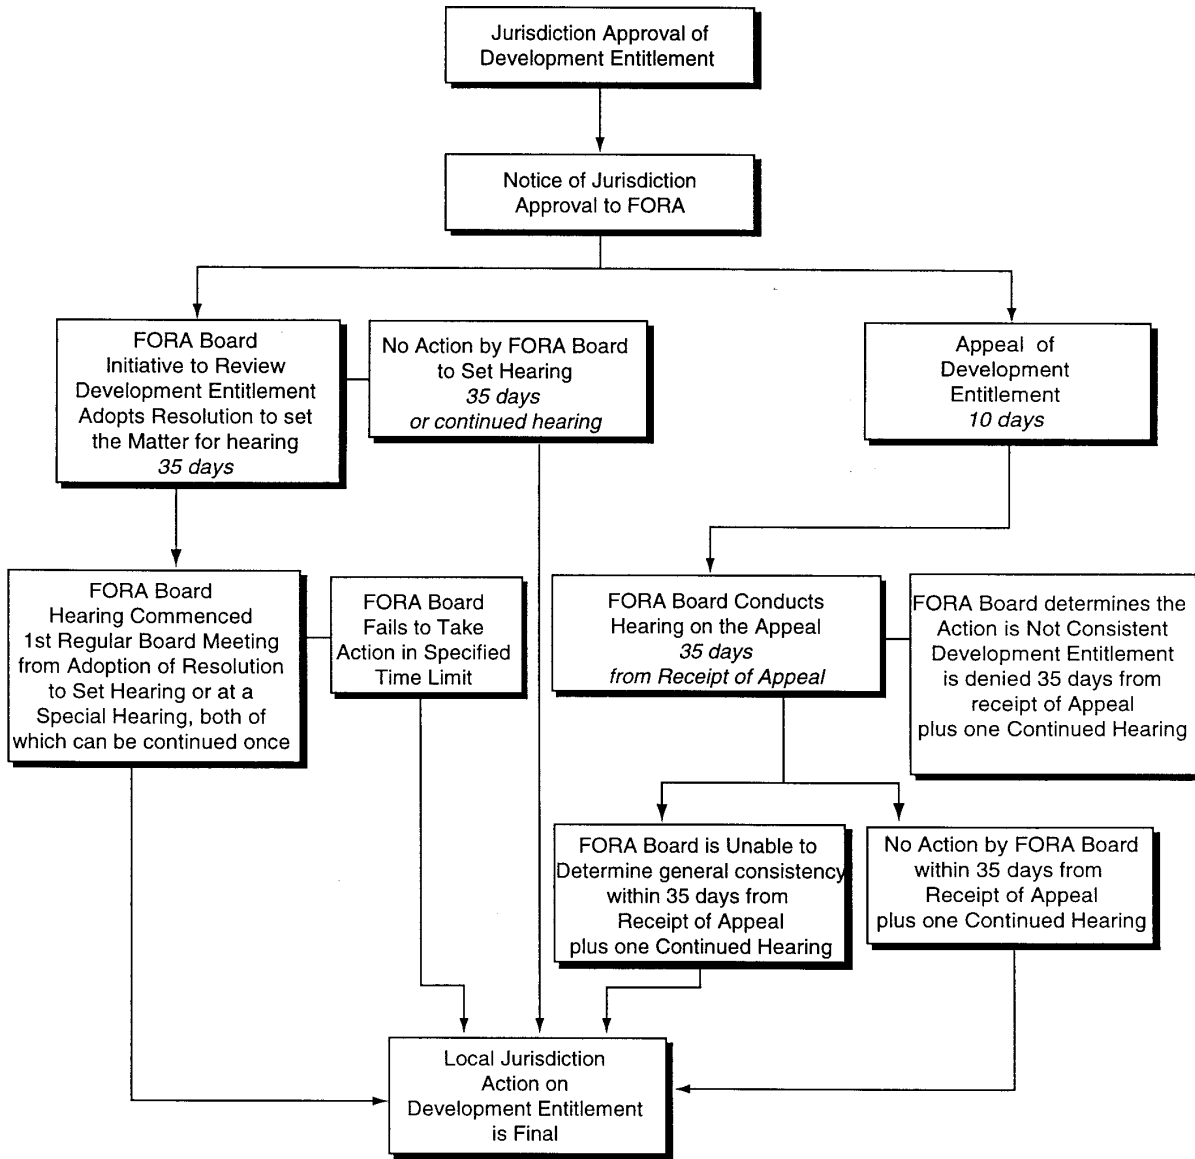 Jurisdiction Approval of
Development Entitlement
Notice of Jurisdiction
Approval to FORA
FORA Board
Initiative to Review
Development Entitlement
Adopts Resolution to set
the Matter for hearing
35 days
No Action by FORA Board
to Set Hearing
35 days
or continued hearing
Appeal of
Development
Entitlement
10 days
FORA Board
Hearing Commenced
1st Regular Board Meeting
from Adoption of Resolution
to Set Hearing or at a
Special Hearing, both of
which can be continued once
FORA Board
Fails to Take
Action in Specified
Time Limit
FORA Board Conducts
Hearing on the Appeal
35 days
from Receipt of Appeal
FORA Board determines the
Action is Not Consistent
Development Entitlement
is denied 35 days from
receipt of Appeal
plus one Continued Hearing
FORA Board is Unable to
Determine general consistency
within 35 days from
Receipt of Appeal
plus one Continued Hearing
No Action by FORA Board
within 35 days from
Receipt of Appeal
plus one Continued Hearing
Local Jurisdiction
Action on
Development Entitlement
is Final